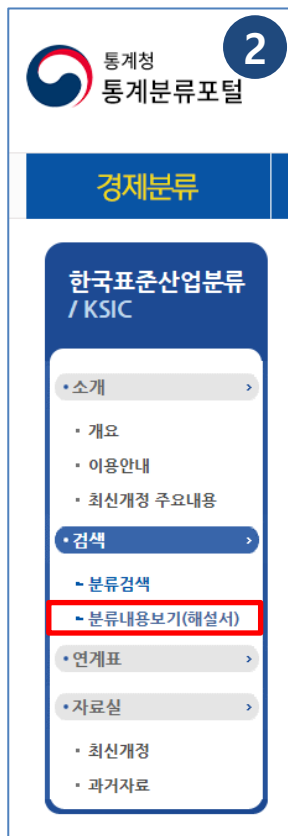 2
통계청
통계분류포털
경제분류
한국표준산업분류
/ KSIC
•소개 ›
▪ 개요
▪ 이용안내
▪ 최신개정 주요내용
•검색 ›
- 분류검색
- 분류내용보기(해설서)
•연계표 ›
•자료실 ›
▪ 최신개정
▪ 과거자료